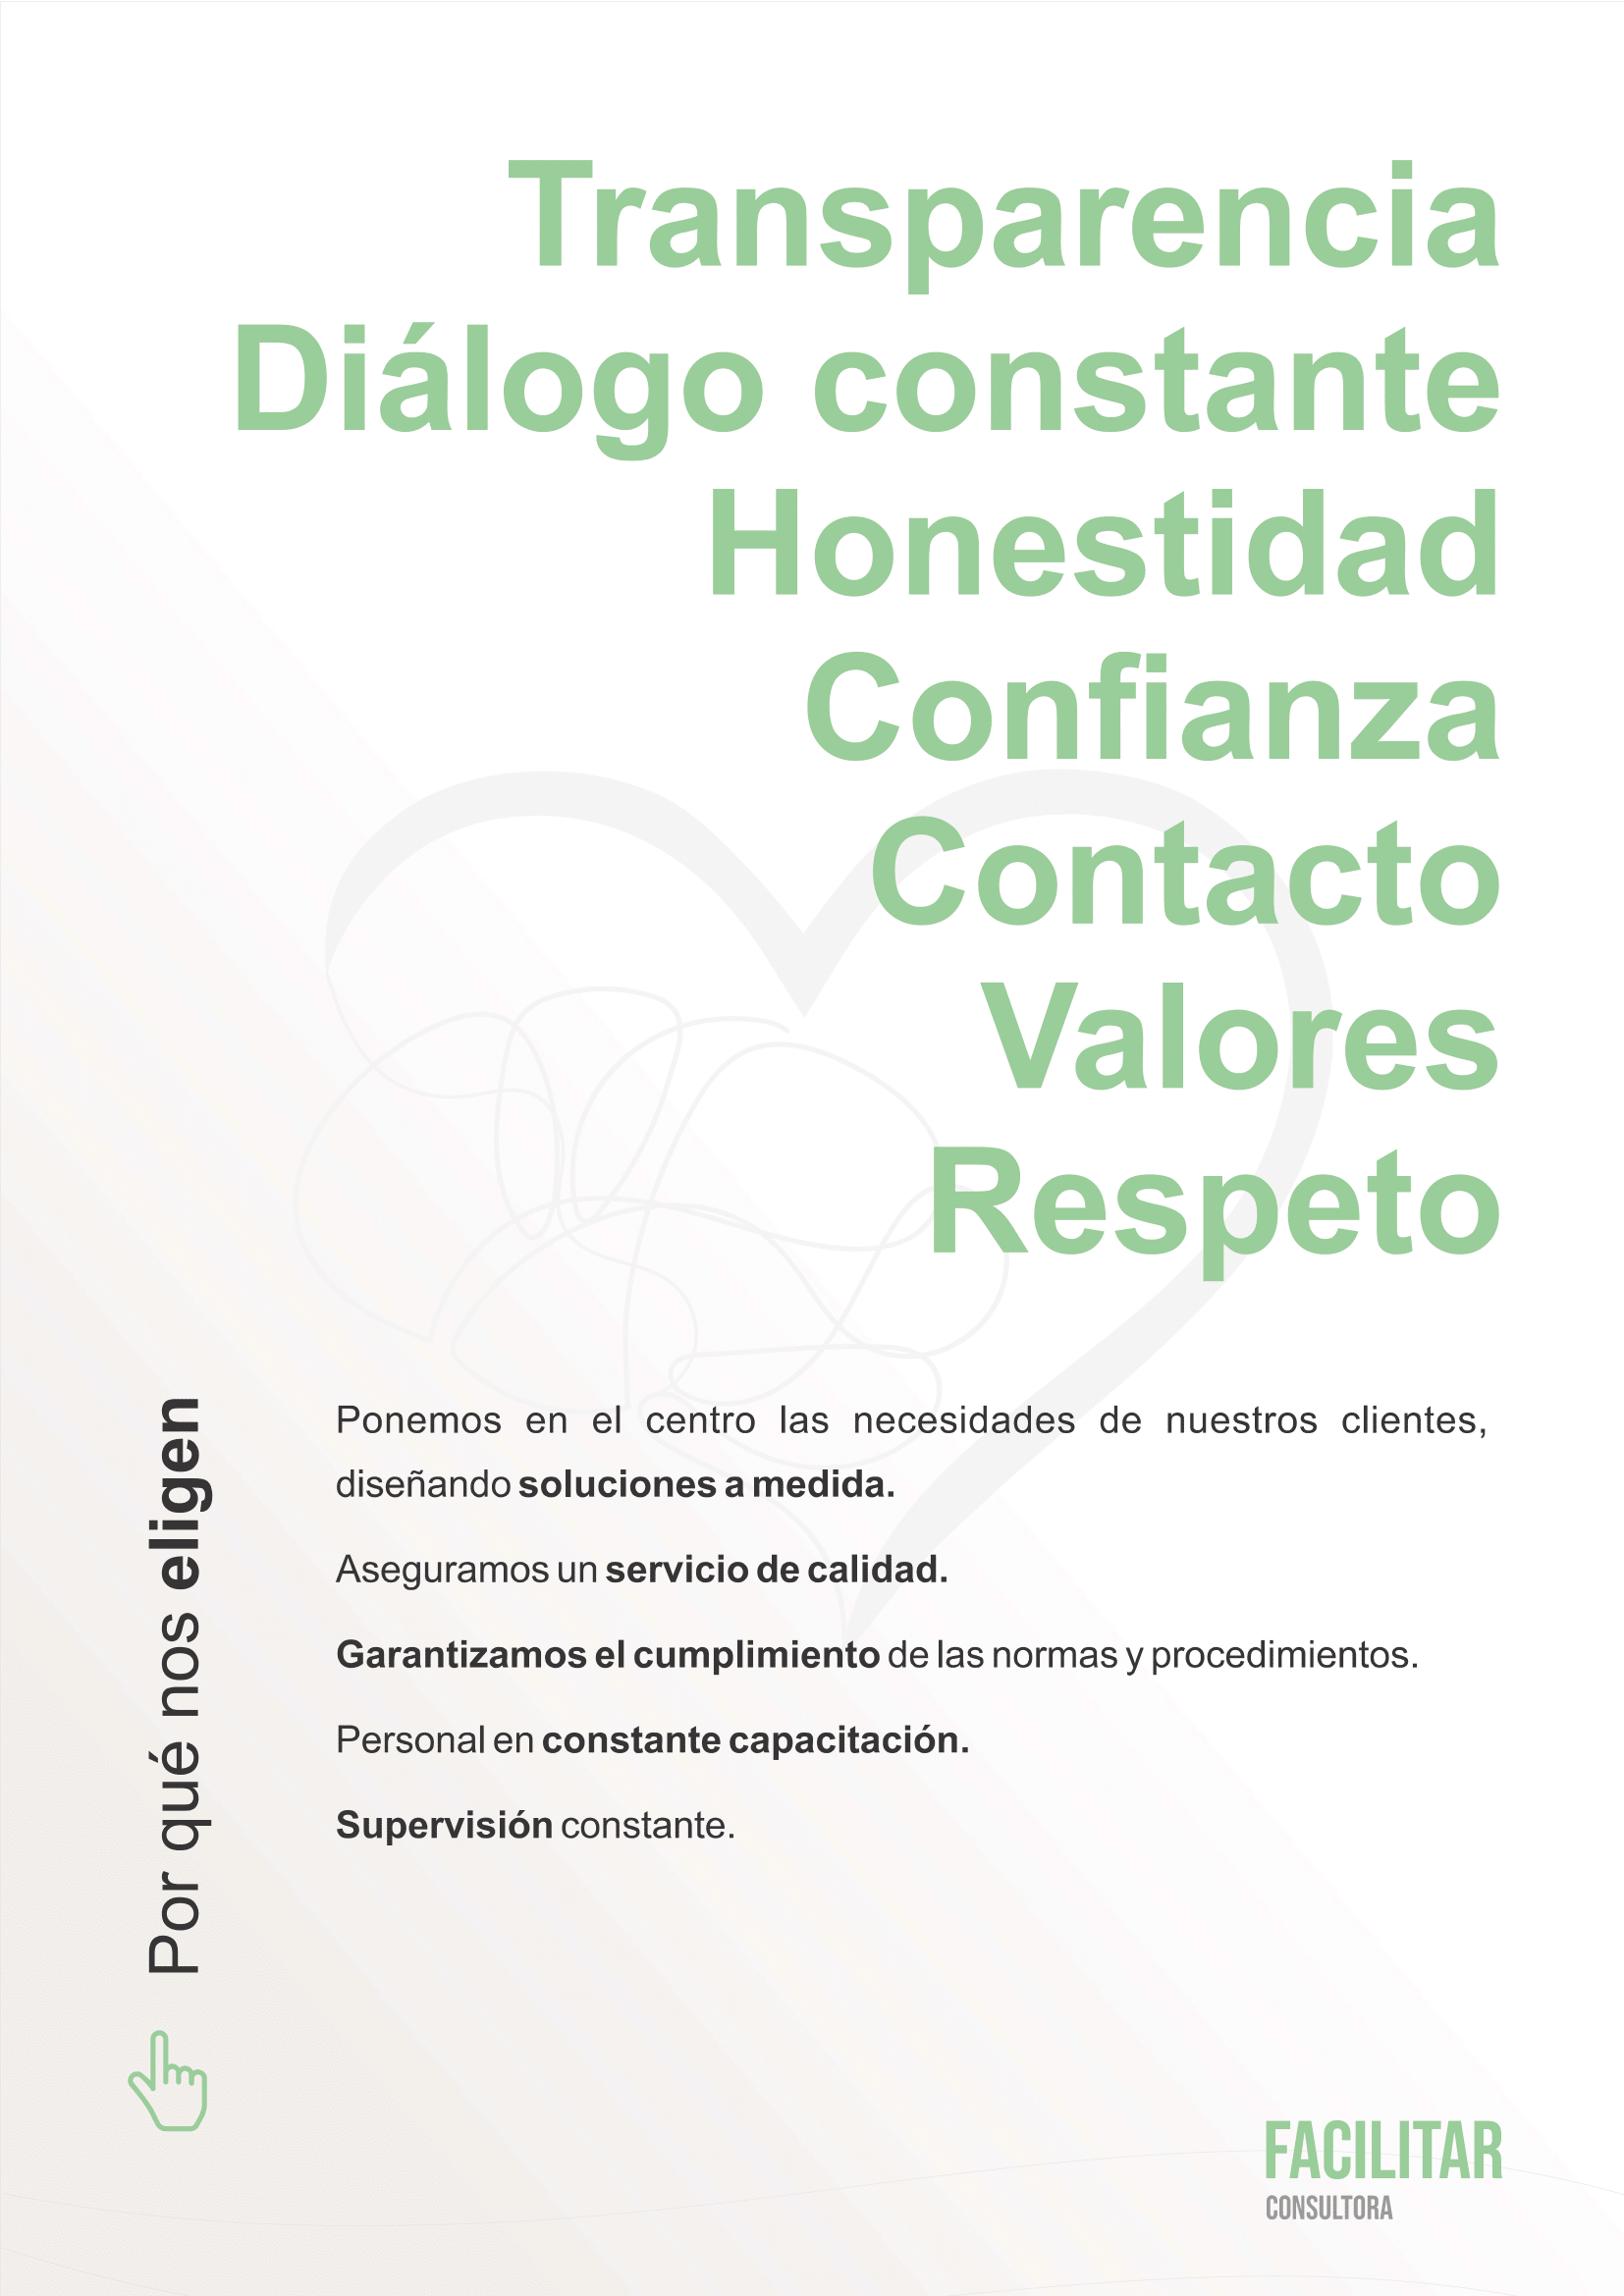 Transparencia
Diálogo constante
Honestidad
Confianza
Contacto
Valores
Respeto
Por qué nos eligen
Ponemos en el centro las necesidades de nuestros clientes,
diseñando soluciones a medida.
Aseguramos un servicio de calidad.
Garantizamos el cumplimiento de las normas y procedimientos.
Personal en constante capacitación.
Supervisión constante.
FACILITAR
CONSULTORA